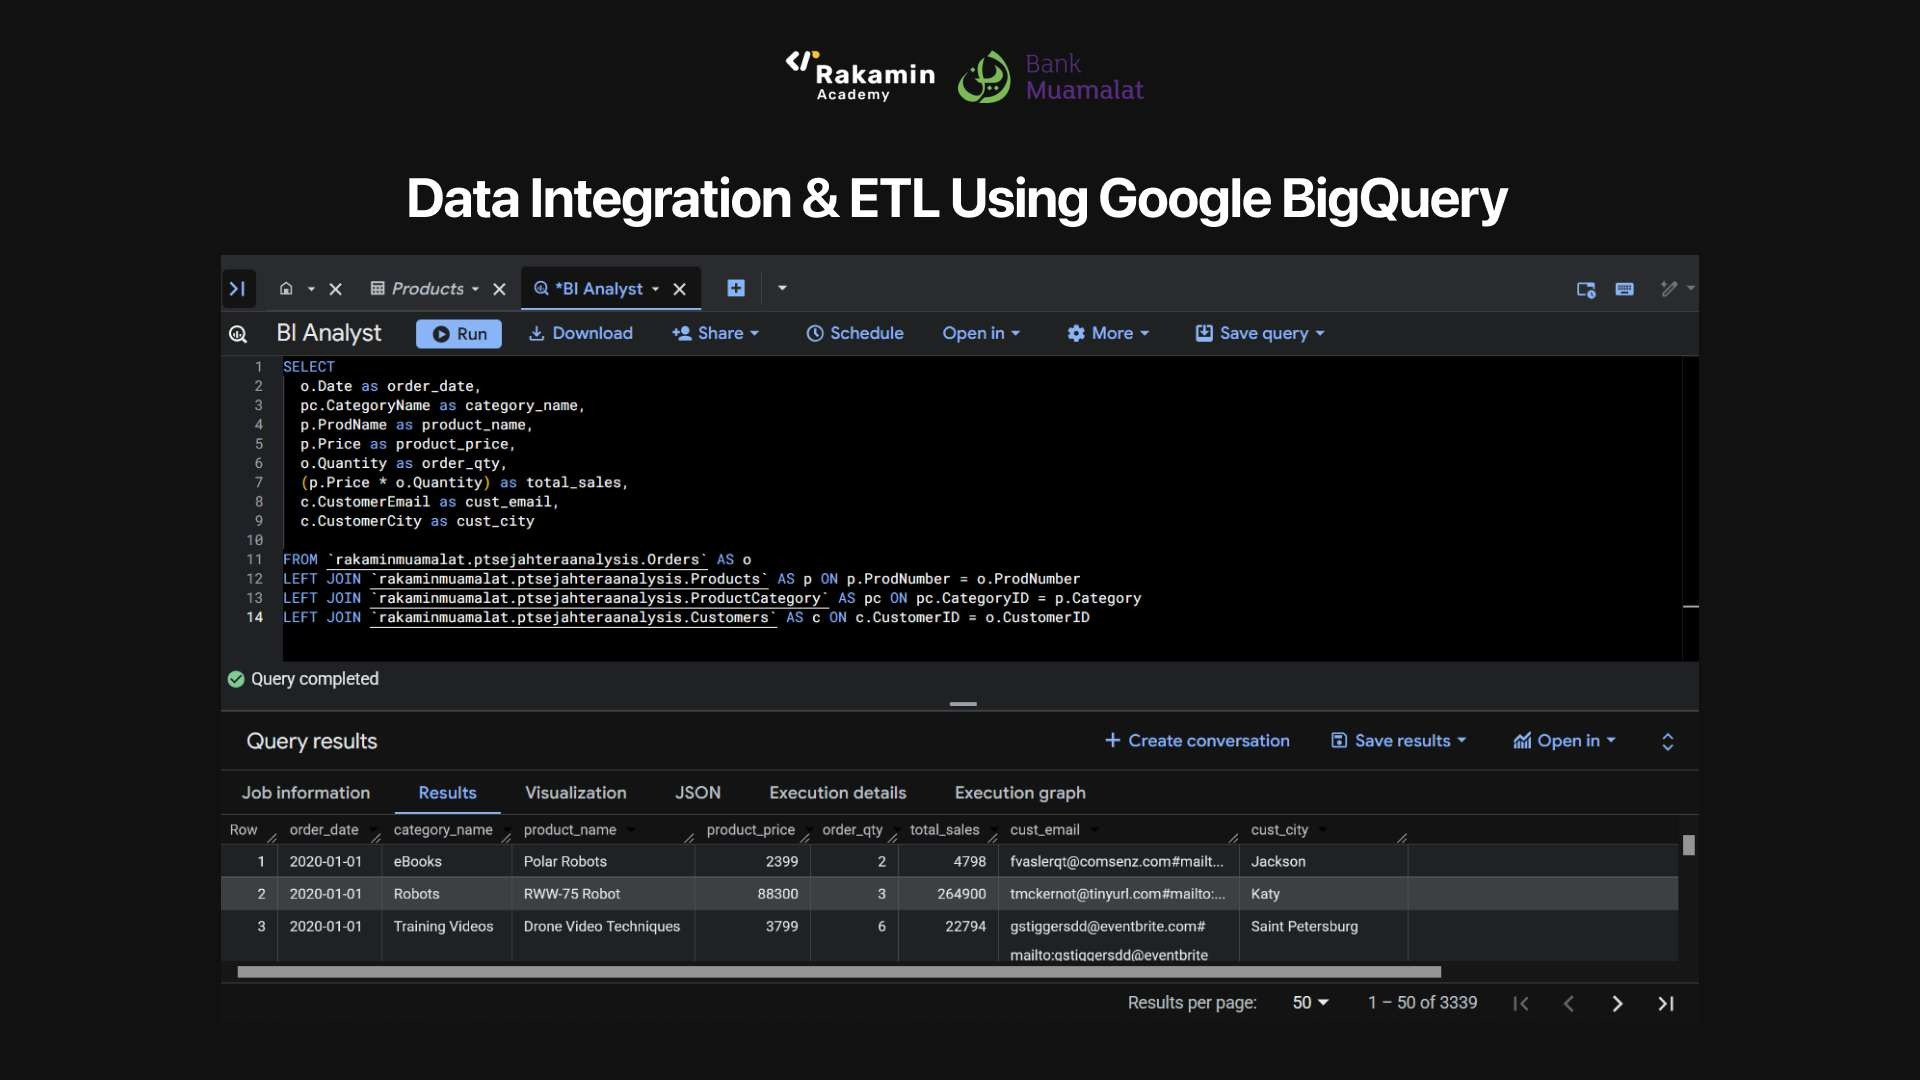 Rakamin
Academy
Bank
Muamalat
Data Integration & ETL Using Google BigQuery
Products
*BI Analyst
BI Analyst Run Download Share Schedule Open in More Save query
1 SELECT
2 o.Date as order_date,
3 pc.CategoryName as category_name,
4 p.ProdName as product_name,
5 p.Price as product_price,
6 o.Quantity as order_qty,
7 (p.Price * o.Quantity) as total_sales,
8 c.CustomerEmail as cust_email,
9 c.CustomerCity as cust_city
10
11 FROM `rakaminmuamalat.ptsejahteraanalysis.Orders` AS o
12 LEFT JOIN `rakaminmuamalat.ptsejahteraanalysis.Products` AS p ON p.ProdNumber = o.ProdNumber
13 LEFT JOIN `rakaminmuamalat.ptsejahteraanalysis.ProductCategory` AS pc ON pc.CategoryID = p.Category
14 LEFT JOIN `rakaminmuamalat.ptsejahteraanalysis.Customers` AS c ON c.CustomerID = o.CustomerID
Query completed
Query results Create conversation Save results Open in
Job information Results Visualization JSON Execution details Execution graph
Row order_date category_name product_name product_price order_qty total_sales cust_email cust_city
1 2020-01-01 eBooks Polar Robots 2399 2 4798 fvaslerqt@comsenz.com#mailt... Jackson
2 2020-01-01 Robots RWW-75 Robot 88300 3 264900 tmckernot@tinyurl.com#mailto:... Katy
3 2020-01-01 Training Videos Drone Video Techniques 3799 6 22794 gstiggersdd@eventbrite.com# Saint Petersburg
mailto:gstiggersdd@eventbrite
Results per page: 50 1 – 50 of 3339